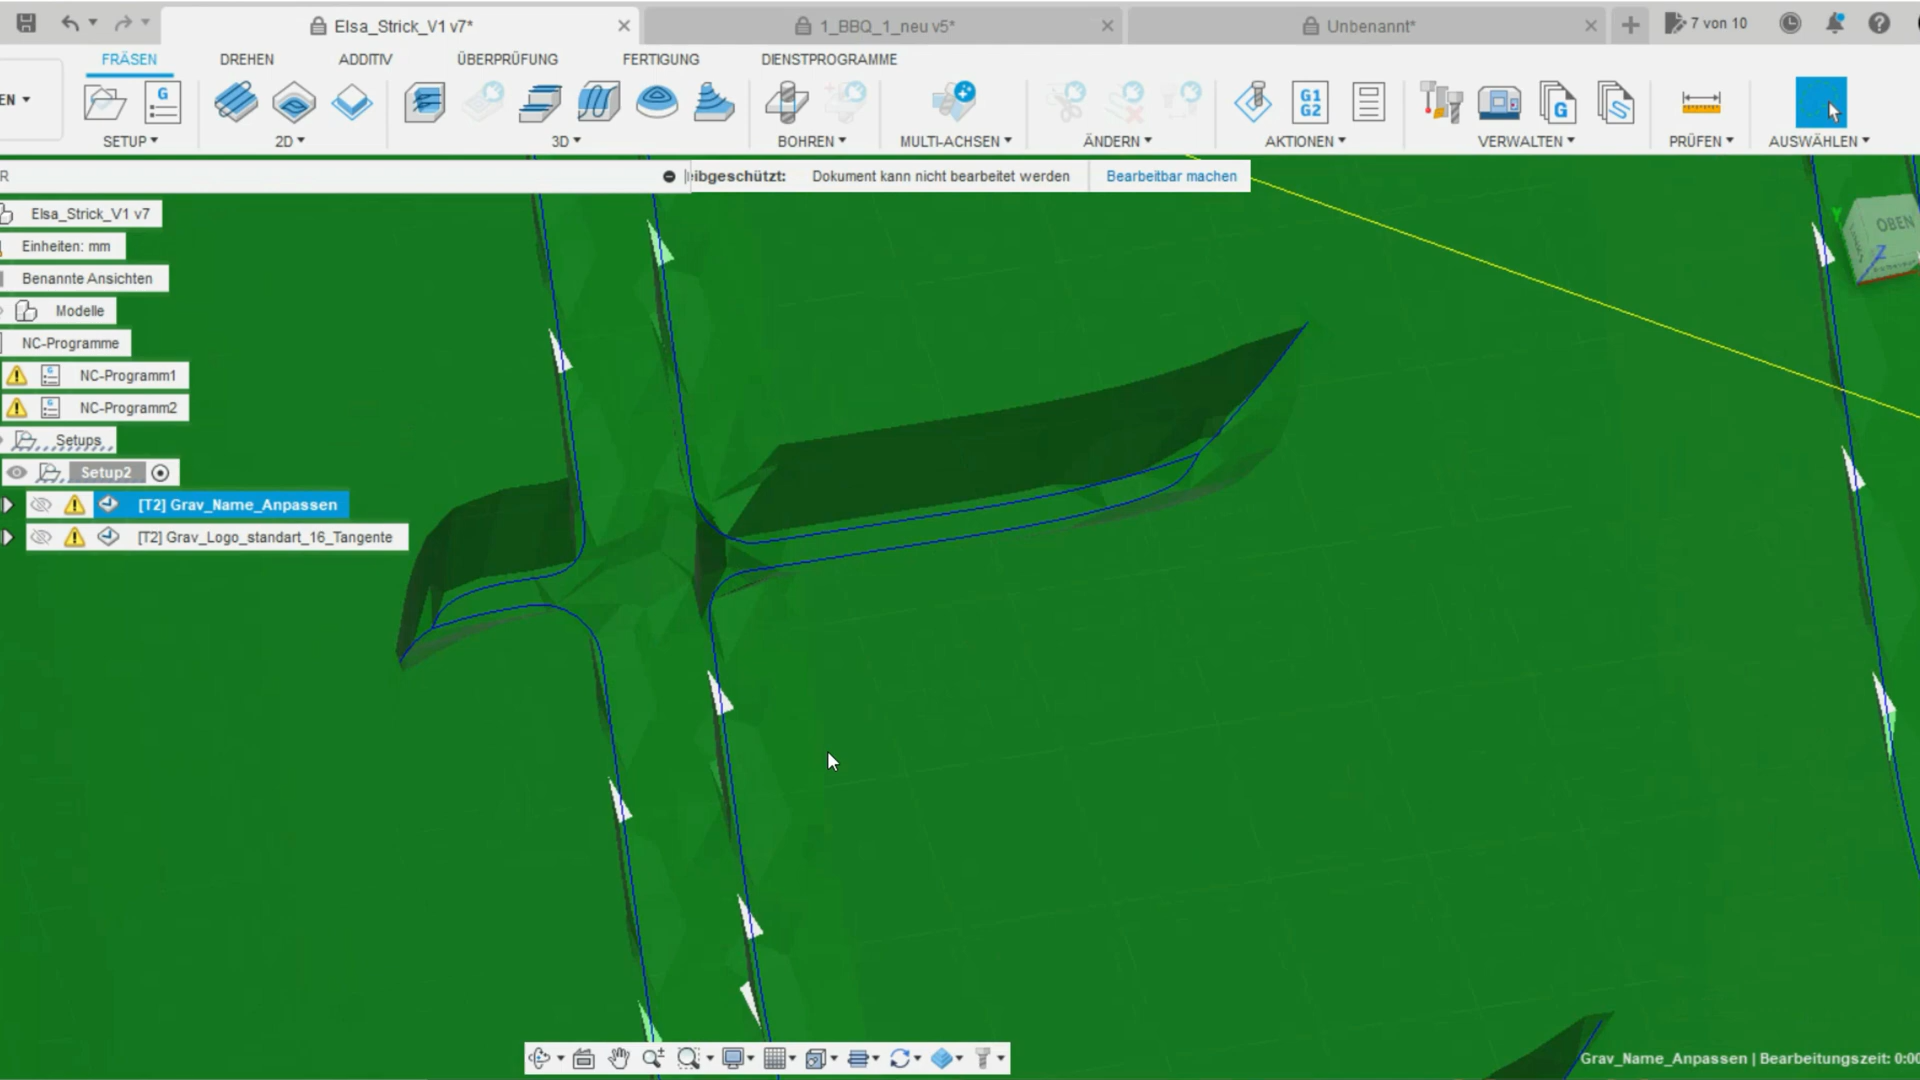 Elsa_Strick_V1 v7*
1_BBQ_1_neu v5*
Unbenannt*
7 von 10
FRÄSEN
DREHEN
ADDITIV
ÜBERPRÜFUNG
FERTIGUNG
DIENSTPROGRAMME
EN
G
G1
G2
G
SETUP
2D
3D
BOHREN
MULTI-ACHSEN
ÄNDERN
AKTIONEN
VERWALTEN
PRÜFEN
AUSWÄHLEN
R
eibgeschützt:
Dokument kann nicht bearbeitet werden
Bearbeitbar machen
Elsa_Strick_V1 v7
Y
OBEN
Z
Einheiten: mm
Benannte Ansichten
Modelle
NC-Programme
NC-Programm1
NC-Programm2
Setups
Setup2
[T2] Grav_Name_Anpassen
[T2] Grav_Logo_standart_16_Tangente
Grav_Name_Anpassen | Bearbeitungszeit: 0:00